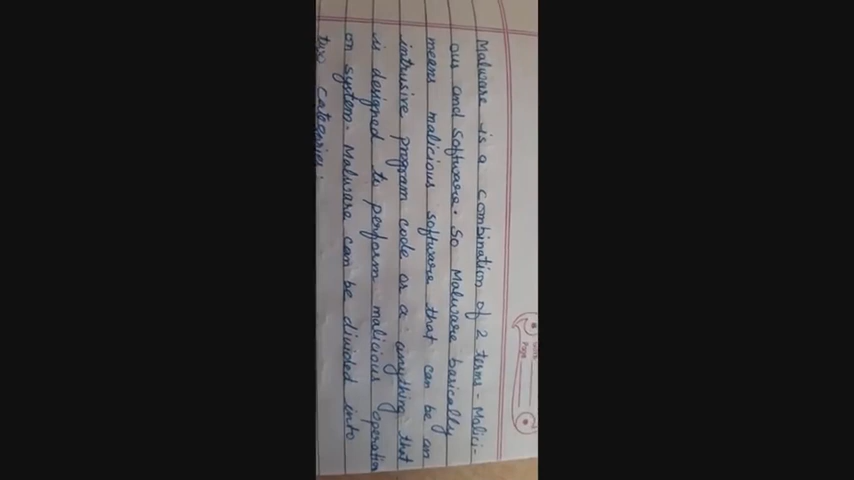 Date
Page
Malware is a combination of 2 terms - Malici-
ous and software. So Malware basically
means malicious software that can be an
intrusive program code or a anything that
is designed to perform malicious operation
on system. Malware can be divided into
two categories: